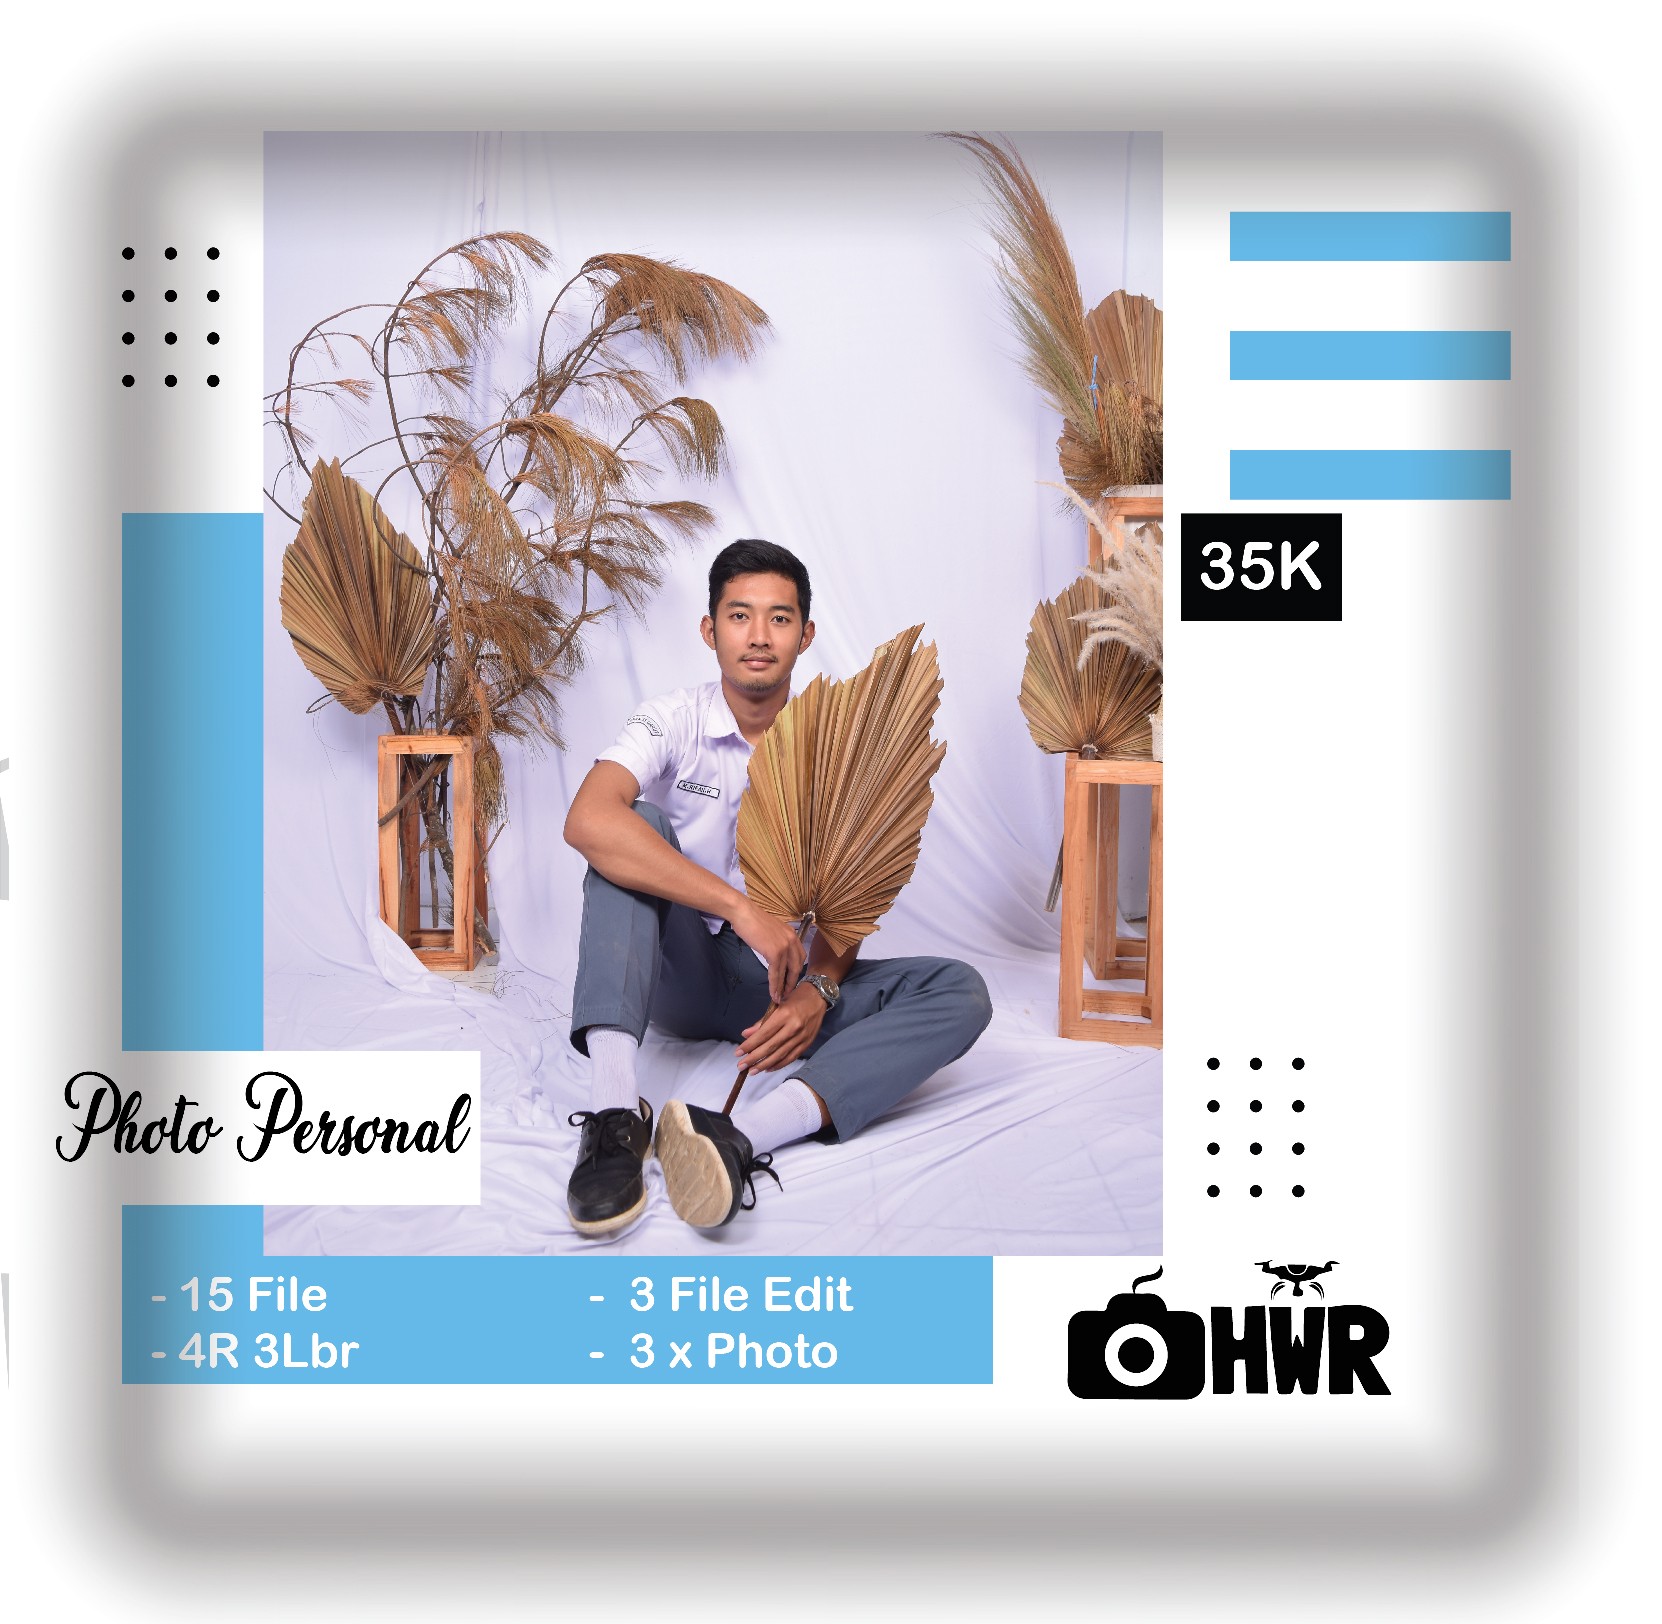 35K
Photo Personal
- 15 File
- 4R 3Lbr
- 3 File Edit
- 3 x Photo
HWR